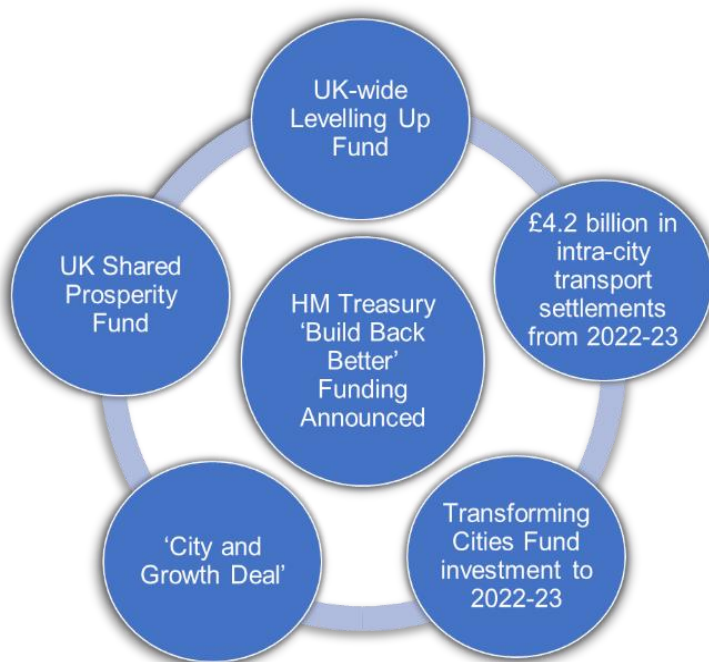 UK-wide
Levelling Up
Fund
£4.2 billion in
intra-city
transport
settlements
from 2022-23
UK Shared
Prosperity
Fund
HM Treasury
‘Build Back
Better’
Funding
Announced
‘City and
Growth Deal’
Transforming
Cities Fund
investment to
2022-23